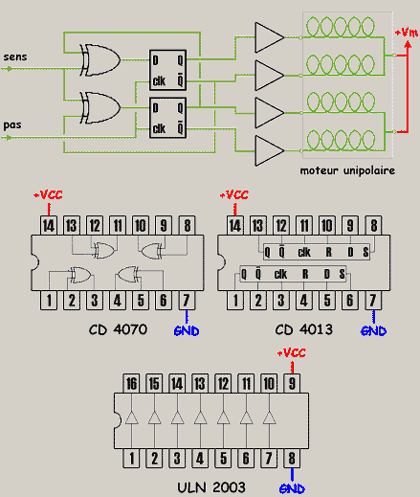 +Vm
sens
D Q
clk Q̅
D Q
clk Q̅
pas
moteur unipolaire
+VCC +VCC
14 13 12 11 10 9 8 14 13 12 11 10 9 8
Q Q̅ clk R D S
Q Q̅ clk R D S
1 2 3 4 5 6 7 1 2 3 4 5 6 7
GND GND
CD 4070 CD 4013
+VCC
16 15 14 13 12 11 10 9
1 2 3 4 5 6 7 8
GND
ULN 2003